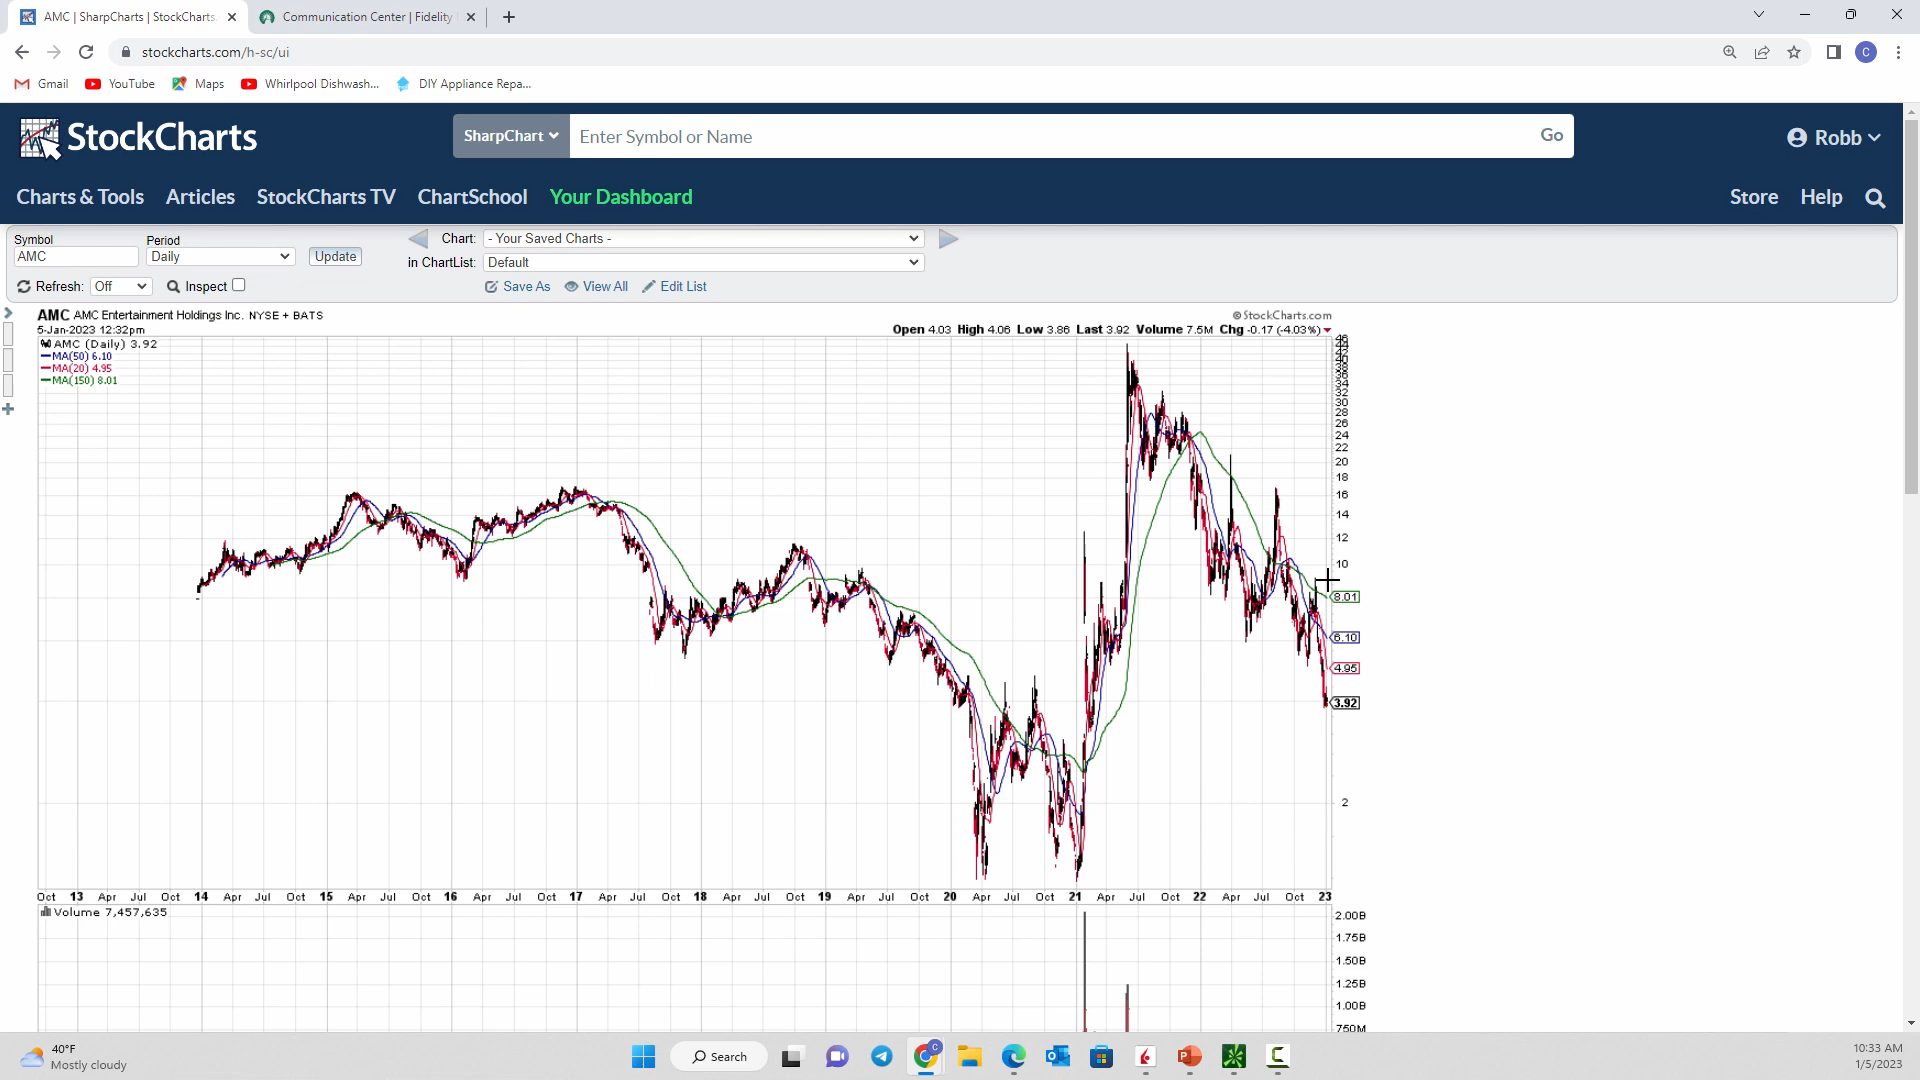 AMC | SharpCharts | StockCharts.
Communication Center | Fidelity
stockcharts.com/h-sc/ui
C
Gmail
YouTube
Maps
Whirlpool Dishwash...
DIY Appliance Repa...
StockCharts
SharpChart
Enter Symbol or Name
Go
Robb
Charts & Tools
Articles
StockCharts TV
ChartSchool
Your Dashboard
Store
Help
Symbol
Period
Chart:
- Your Saved Charts -
AMC
Daily
Update
in ChartList:
Default
Refresh:
Off
Inspect
Save As
View All
Edit List
AMC AMC Entertainment Holdings Inc. NYSE + BATS
© StockCharts.com
5-Jan-2023 12:32pm
Open 4.03 High 4.06 Low 3.86 Last 3.92 Volume 7.5M Chg -0.17 (-4.03%)
AMC (Daily) 3.92
MA(50) 6.10
MA(20) 4.95
MA(150) 8.01
46
44
42
40
38
36
34
32
30
28
26
24
22
20
18
16
14
12
10
8.01
6.10
4.95
3.92
2
Oct 13 Apr Jul Oct 14 Apr Jul Oct 15 Apr Jul Oct 16 Apr Jul Oct 17 Apr Jul Oct 18 Apr Jul Oct 19 Apr Jul Oct 20 Apr Jul Oct 21 Apr Jul Oct 22 Apr Jul Oct 23
Volume 7,457,635
2.00B
1.75B
1.50B
1.25B
1.00B
750M
40°F
Mostly cloudy
Search
C
10:33 AM
1/5/2023